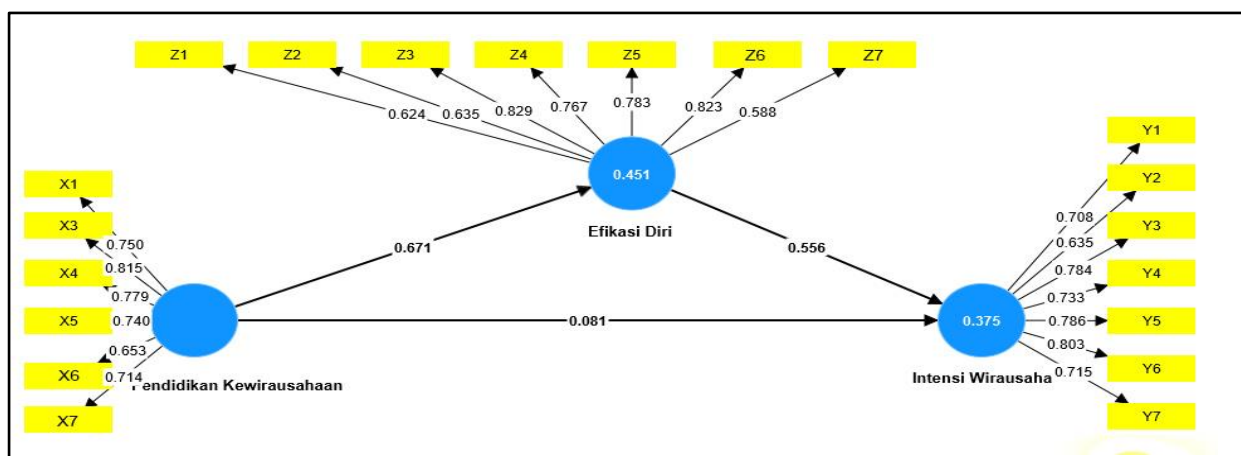 Z1
Z2
Z3
Z4
Z5
Z6
Z7
0.624
0.635
0.829
0.767
0.783
0.823
0.588
0.451
Efikasi Diri
X1
X3
X4
X5
X6
X7
0.750
0.815
0.779
0.740
0.653
0.714
Pendidikan Kewirausahaan
0.671
0.556
0.081
0.375
Intensi Wirausaha
0.708
0.635
0.784
0.733
0.786
0.803
0.715
Y1
Y2
Y3
Y4
Y5
Y6
Y7